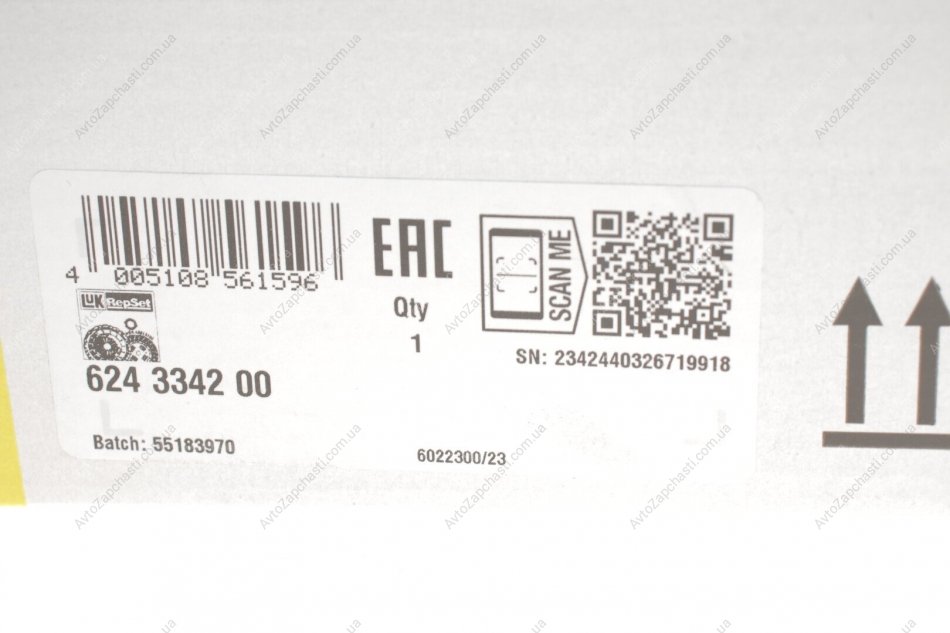 4 005108 561596
EAC
Qty
1
SCAN ME
SN: 2342440326719918
LuK RepSet
624 3342 00
Batch: 55183970
6022300/23
AvtoZapchasti.com.ua